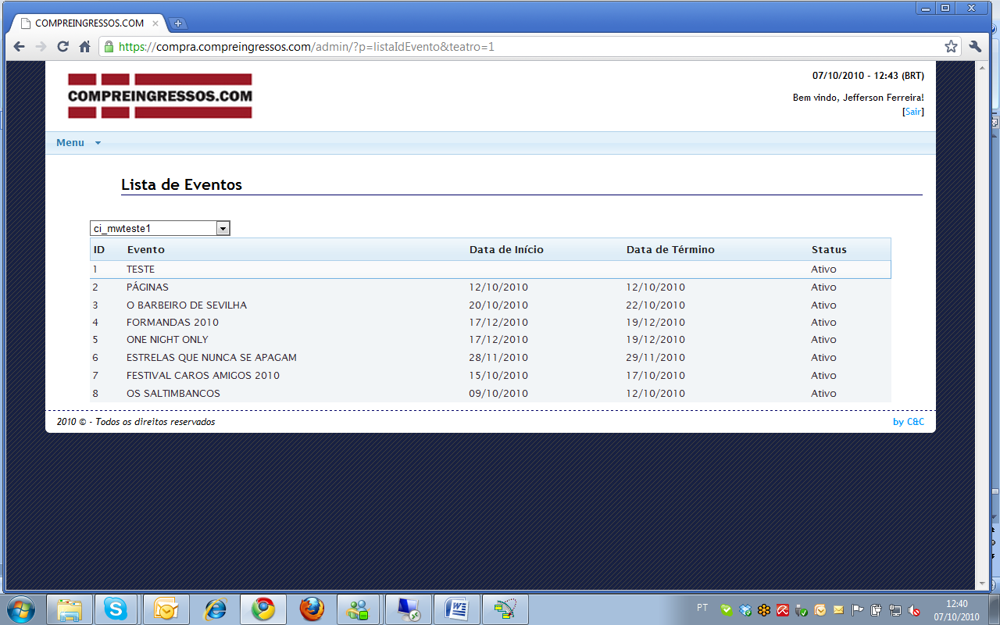 COMPREINGRESSOS.COM
https://compra.compreingressos.com/admin/?p=listaIdEvento&teatro=1
COMPREINGRESSOS.COM
07/10/2010 - 12:43 (BRT)
Bem vindo, Jefferson Ferreira!
[Sair]
Menu
Lista de Eventos
ci_mwteste1
ID Evento Data de Início Data de Término Status
1 TESTE Ativo
2 PÁGINAS 12/10/2010 12/10/2010 Ativo
3 O BARBEIRO DE SEVILHA 20/10/2010 22/10/2010 Ativo
4 FORMANDAS 2010 17/12/2010 19/12/2010 Ativo
5 ONE NIGHT ONLY 17/12/2010 19/12/2010 Ativo
6 ESTRELAS QUE NUNCA SE APAGAM 28/11/2010 29/11/2010 Ativo
7 FESTIVAL CAROS AMIGOS 2010 15/10/2010 17/10/2010 Ativo
8 OS SALTIMBANCOS 09/10/2010 12/10/2010 Ativo
2010 © - Todos os direitos reservados by C&C
PT 12:40
07/10/2010